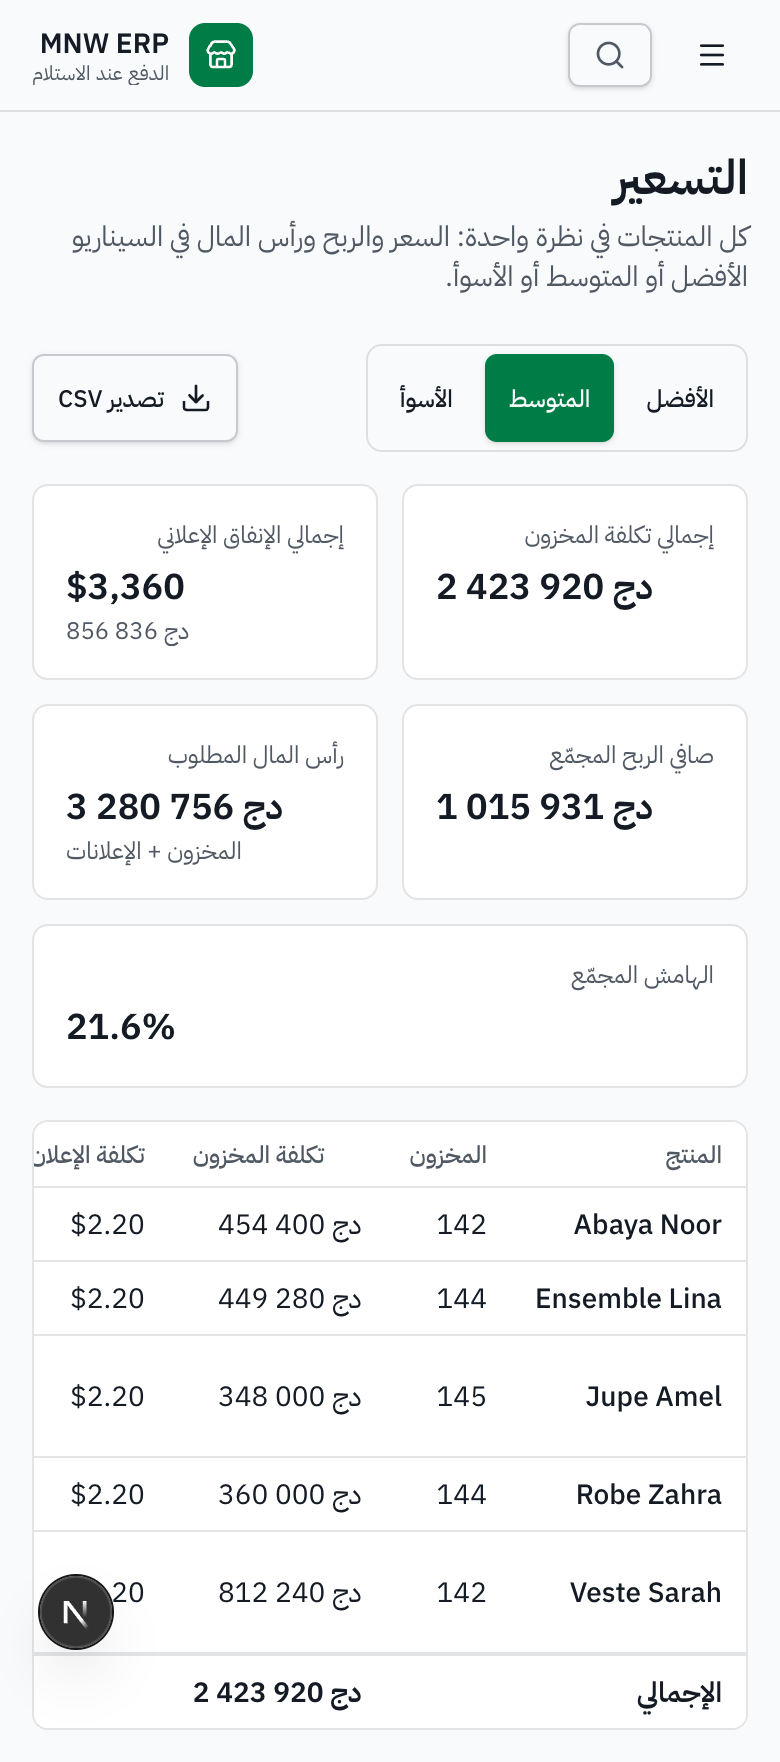 MNW ERP
الدفع عند الاستلام
التسعير
كل المنتجات في نظرة واحدة: السعر والربح ورأس المال في السيناريو
الأفضل أو المتوسط أو الأسوأ.
الأفضل
المتوسط
الأسوأ
تصدير CSV
إجمالي تكلفة المخزون
2 423 920 دج
إجمالي الإنفاق الإعلاني
$3,360
856 836 دج
صافي الربح المجمّع
1 015 931 دج
رأس المال المطلوب
3 280 756 دج
المخزون + الإعلانات
الهامش المجمّع
21.6%
المنتج المخزون تكلفة المخزون تكلفة الإعلان
Abaya Noor 142 454 400 دج $2.20
Ensemble Lina 144 449 280 دج $2.20
Jupe Amel 145 348 000 دج $2.20
Robe Zahra 144 360 000 دج $2.20
Veste Sarah 142 812 240 دج 20
N
الإجمالي 2 423 920 دج